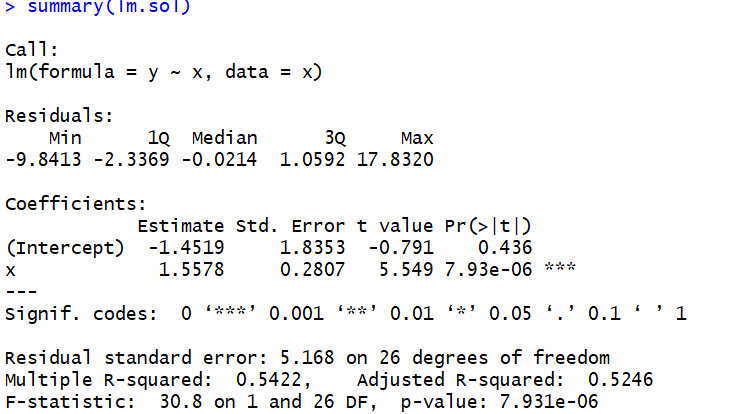 > summary(lm.sol)
Call:
lm(formula = y ~ x, data = x)
Residuals:
Min 1Q Median 3Q Max
-9.8413 -2.3369 -0.0214 1.0592 17.8320
Coefficients:
Estimate Std. Error t value Pr(>|t|)
(Intercept) -1.4519 1.8353 -0.791 0.436
x 1.5578 0.2807 5.549 7.93e-06 ***
---
Signif. codes: 0 ‘***’ 0.001 ‘**’ 0.01 ‘*’ 0.05 ‘.’ 0.1 ‘ ’ 1
Residual standard error: 5.168 on 26 degrees of freedom
Multiple R-squared: 0.5422, Adjusted R-squared: 0.5246
F-statistic: 30.8 on 1 and 26 DF, p-value: 7.931e-06